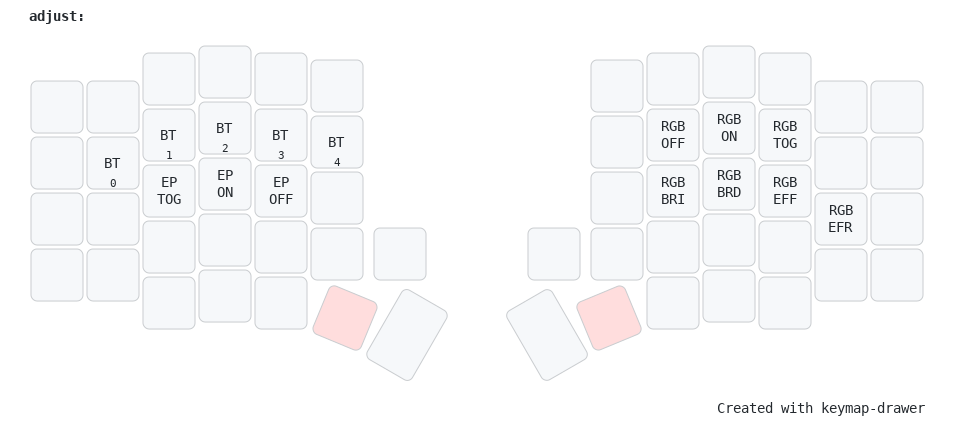 adjust:
BT
0
BT
1
BT
2
BT
3
BT
4
RGB
OFF
RGB
ON
RGB
TOG
EP
TOG
EP
ON
EP
OFF
RGB
BRI
RGB
BRD
RGB
EFF
RGB
EFR
Created with keymap-drawer